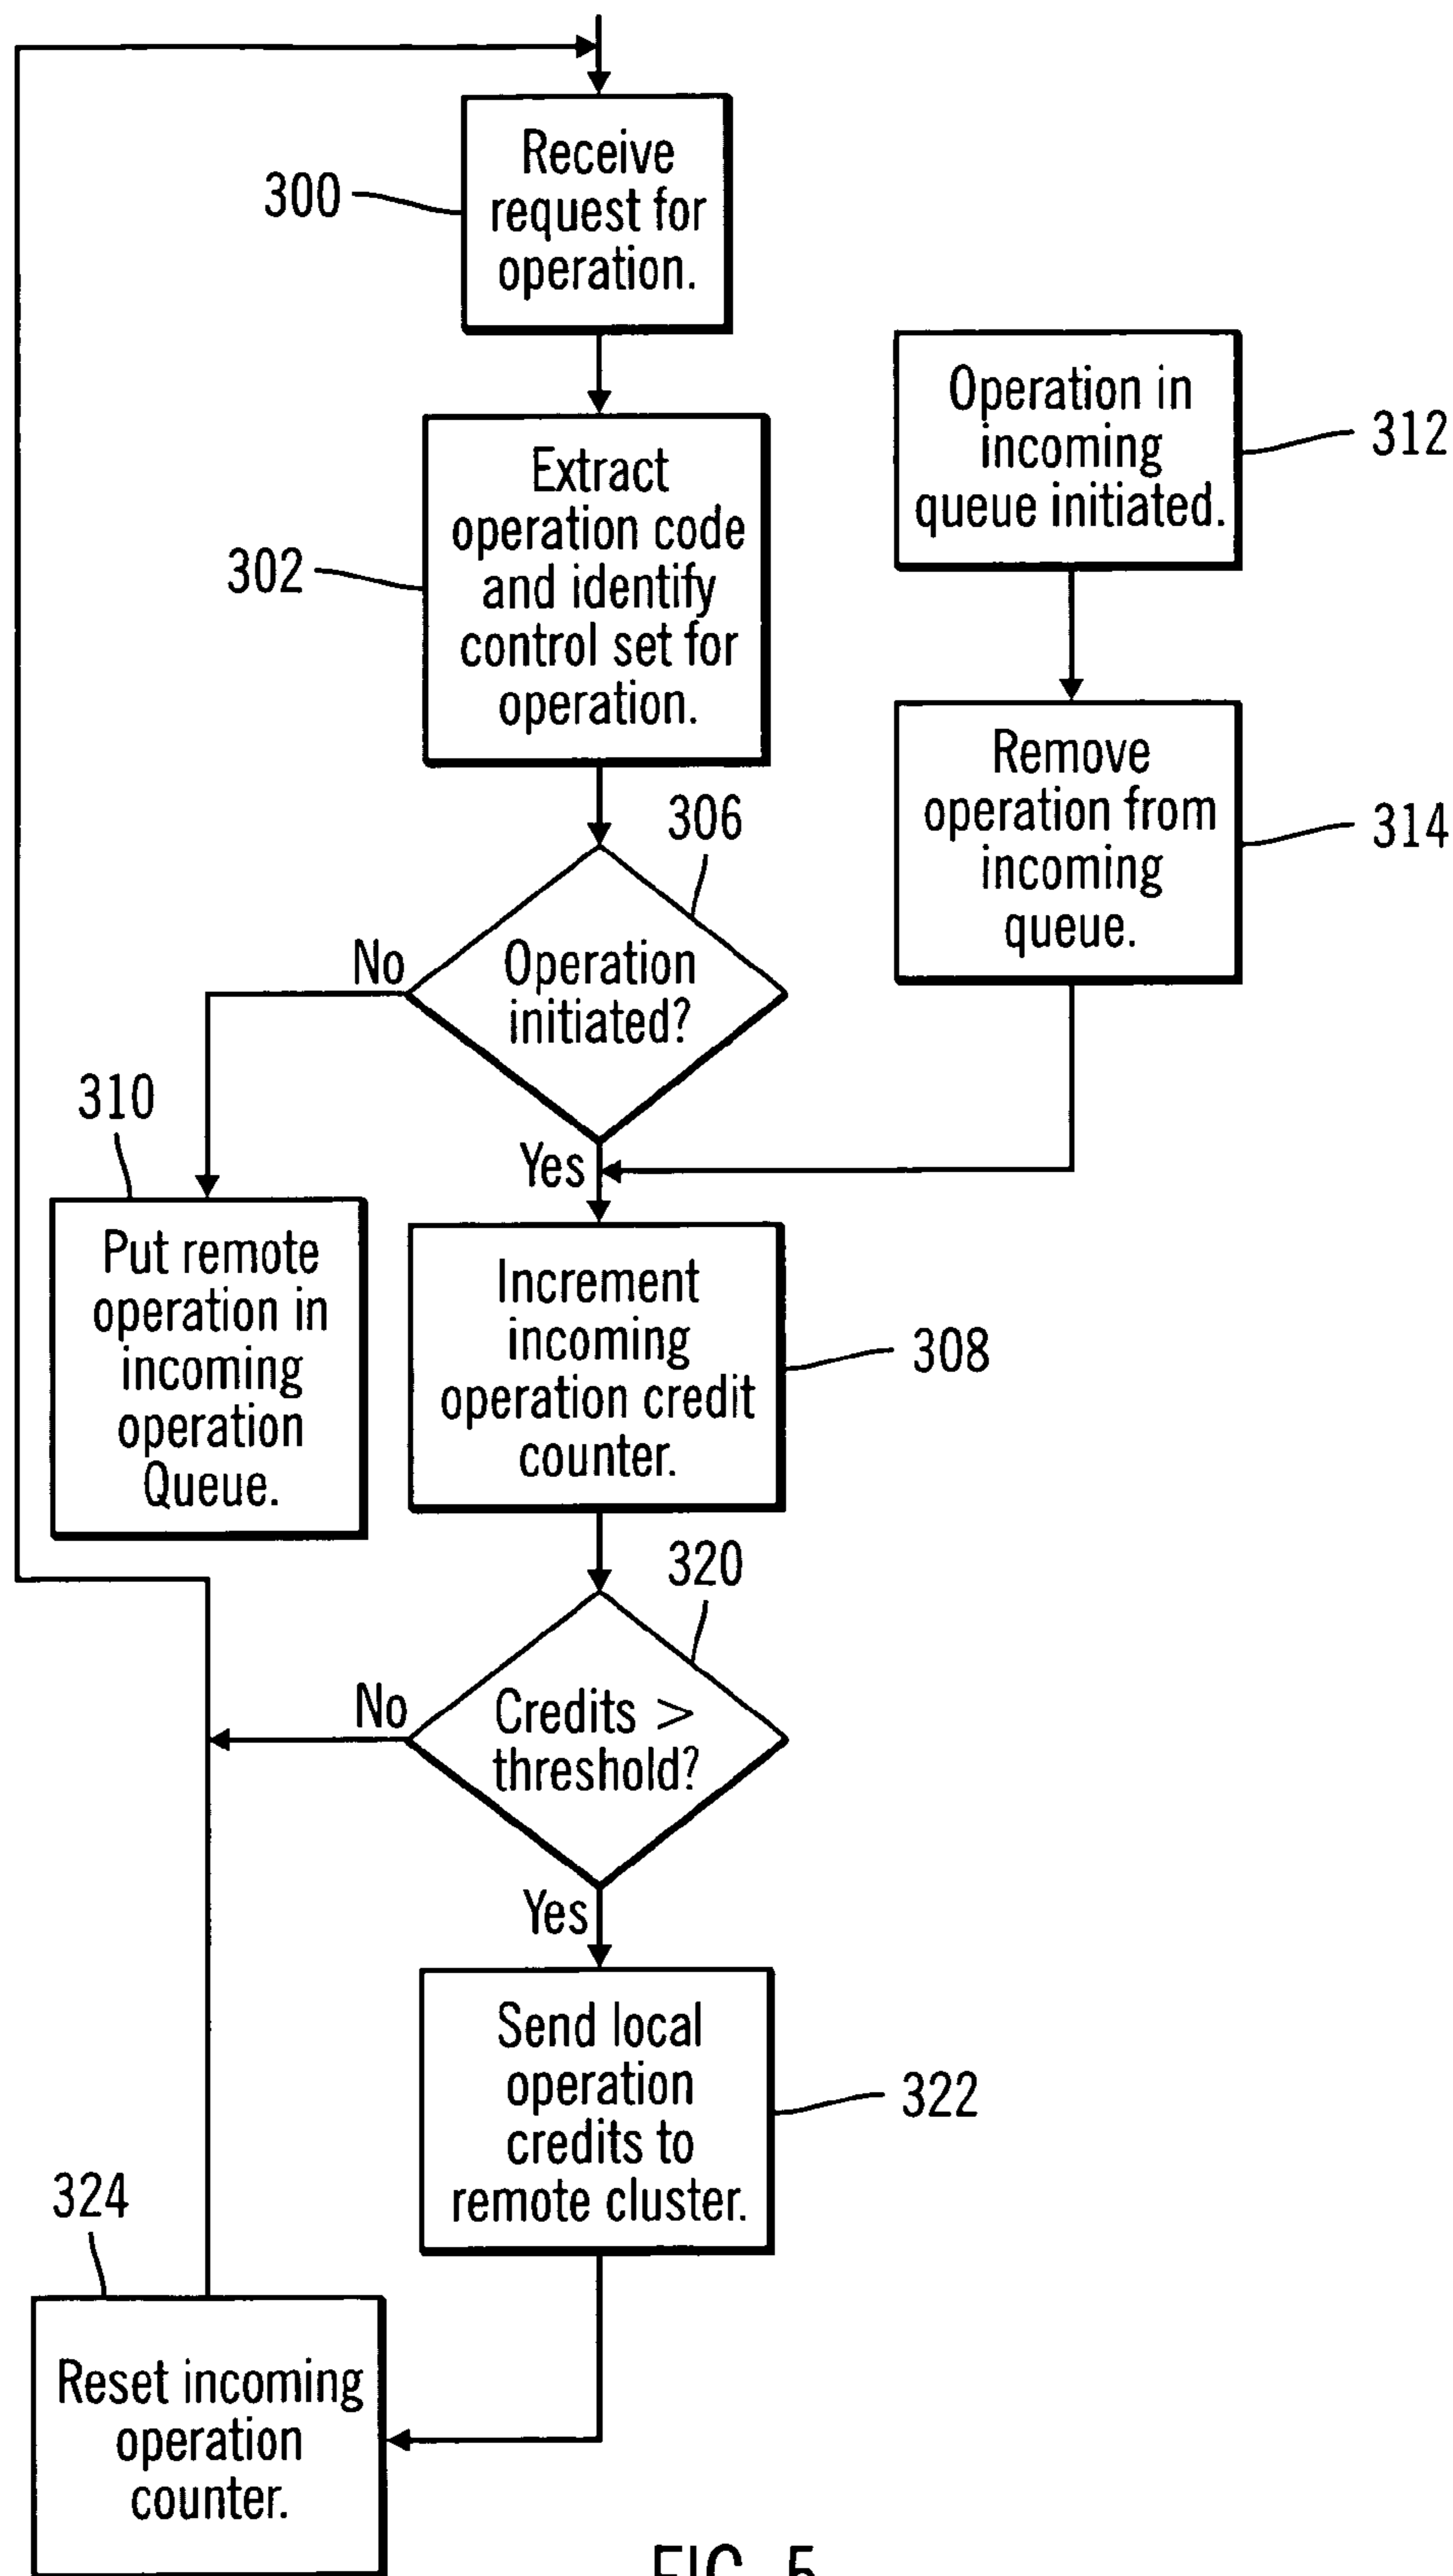 Receive
request for
operation.
300
Extract
operation code
and identify
control set for
operation.
302
Operation in
incoming
queue initiated.
312
Remove
operation from
incoming
queue.
314
306
Operation
initiated?
No
Yes
310
Put remote
operation in
incoming
operation
Queue.
Increment
incoming
operation credit
counter.
308
320
Credits >
threshold?
No
Yes
Send local
operation
credits to
remote cluster.
322
324
Reset incoming
operation
counter.
FIG. 5